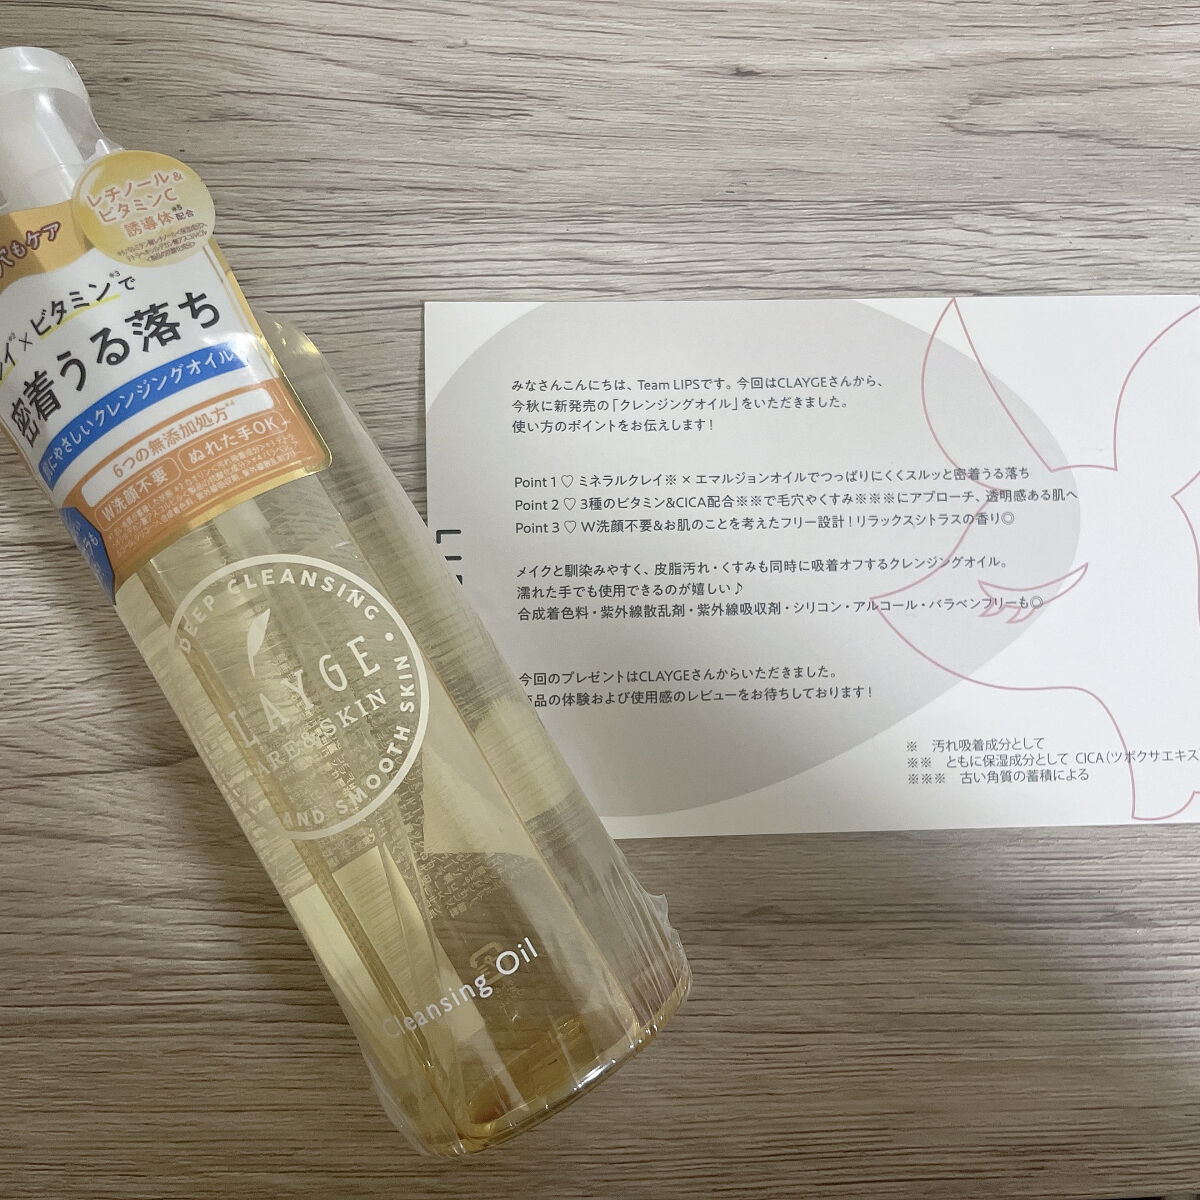 レチノール&
ビタミンC
誘導体※5配合
穴もケア
イ※2×ビタミン※3で
密着うる落ち
肌にやさしいクレンジングオイル
6つの無添加処方※4
W洗顔不要
ぬれた手OK
DEEP CLEANSING
LAYGE
ARE&SKIN
AND SMOOTH SKIN
Cleansing Oil
みなさんこんにちは、Team LIPSです。今回はCLAYGEさんから、
今秋に新発売の「クレンジングオイル」をいただきました。
使い方のポイントをお伝えします!
Point 1 ♡ ミネラルクレイ※ × エマルジョンオイルでつっぱりにくくスルッと密着うる落ち
Point 2 ♡ 3種のビタミン&CICA配合※※で毛穴やくすみ※※※にアプローチ、透明感ある肌へ
Point 3 ♡ W洗顔不要&お肌のことを考えたフリー設計!リラックスシトラスの香り◎
メイクと馴染みやすく、皮脂汚れ・くすみも同時に吸着オフするクレンジングオイル。
濡れた手でも使用できるのが嬉しい♪
合成着色料・紫外線散乱剤・紫外線吸収剤・シリコン・アルコール・パラベンフリーも◎
今回のプレゼントはCLAYGEさんからいただきました。
品の体験および使用感のレビューをお待ちしております!
※ 汚れ吸着成分として
※※ ともに保湿成分として CICA(ツボクサエキス
※※※ 古い角質の蓄積による